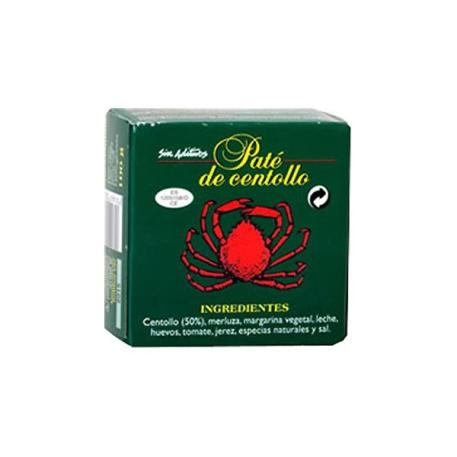 Sin Aditivos
Paté
de centollo
INGREDIENTES
Centollo (50%), merluza, margarina vegetal, leche,
huevos, tomate, jerez, especias naturales y sal.